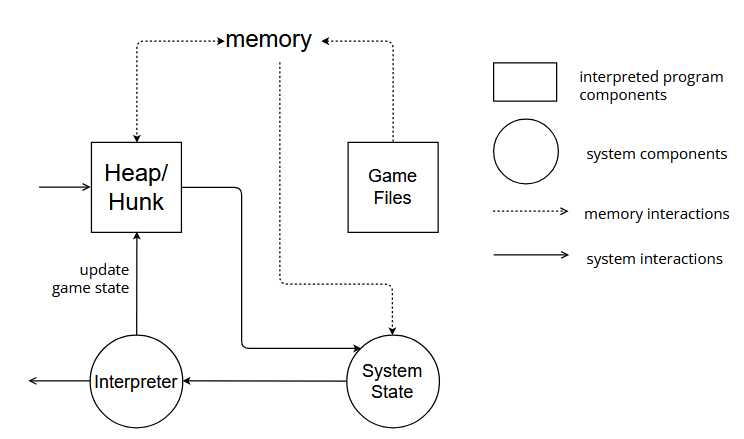 memory
Heap/
Hunk
Game
Files
update
game state
Interpreter
System
State
interpreted program
components
system components
memory interactions
system interactions